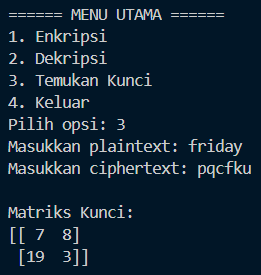 ====== MENU UTAMA ======
1. Enkripsi
2. Dekripsi
3. Temukan Kunci
4. Keluar
Pilih opsi: 3
Masukkan plaintext: friday
Masukkan ciphertext: pqcfku

Matriks Kunci:
[[ 7  8]
 [19  3]]